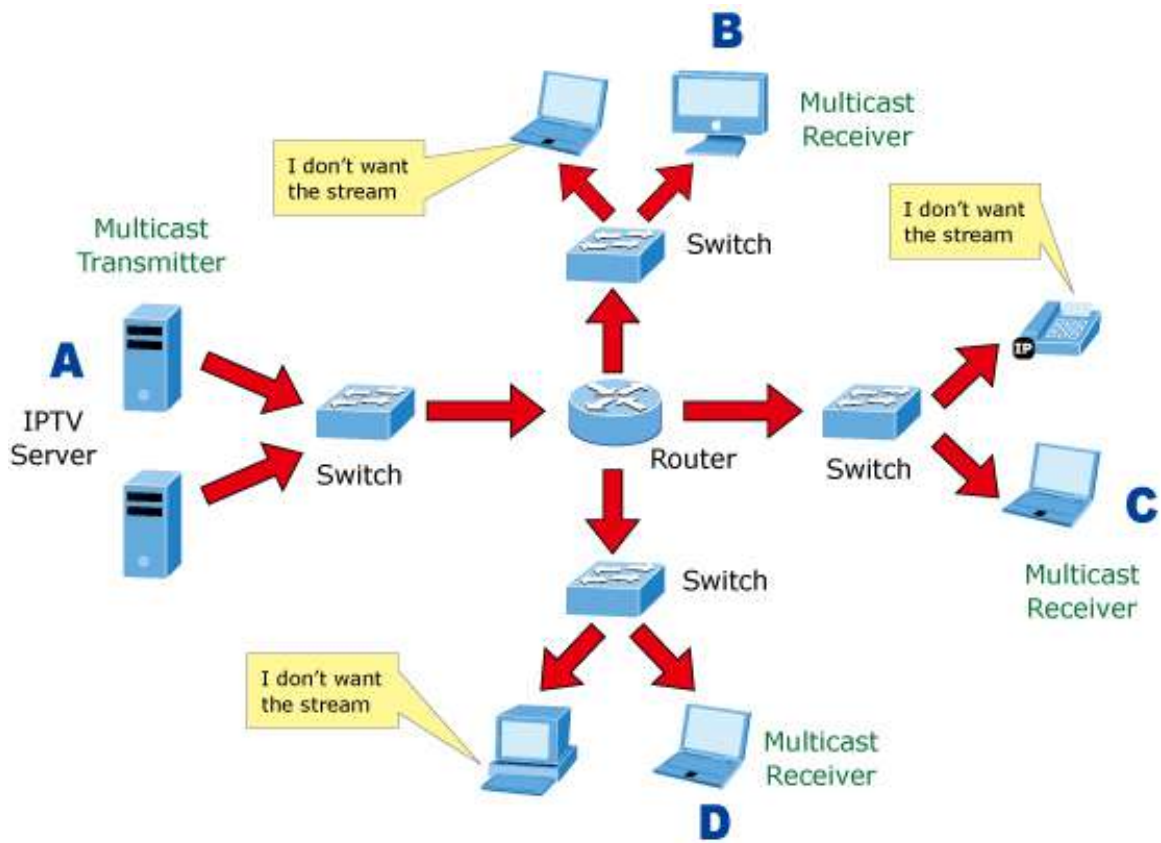 B
Multicast
Receiver
I don't want
the stream
I don't want
the stream
Switch
Multicast
Transmitter
A
IPTV
Server
IP
Switch
Router
Switch
C
Multicast
Receiver
Switch
I don't want
the stream
Multicast
Receiver
D